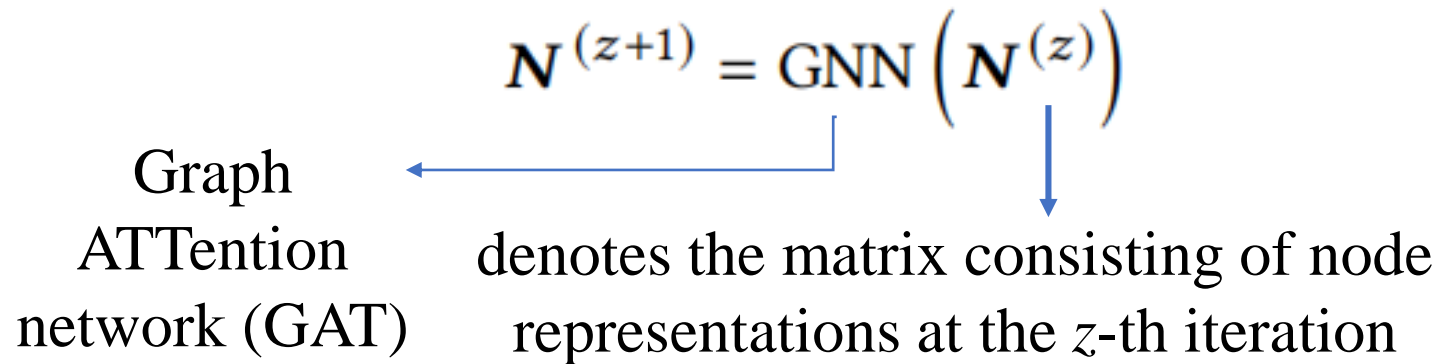 N^(z+1) = GNN (N^(z))
Graph
ATTention
network (GAT)
denotes the matrix consisting of node
representations at the z-th iteration